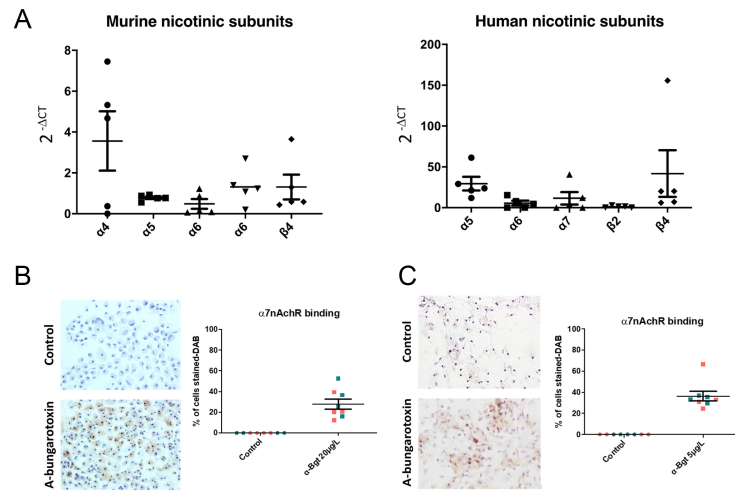 A
Murine nicotinic subunits
2 -ΔCT
8
6
4
2
0
α4
α5
α6
α6
β4
Human nicotinic subunits
2 -ΔCT
200
150
100
50
0
α5
α6
α7
β2
β4
B
Control
A-bungarotoxin
α7nAchR binding
% of cells stained-DAB
100
80
60
40
20
0
Control
α-Bgt 20µg/L
C
Control
A-bungarotoxin
α7nAchR binding
% of cells stained-DAB
100
80
60
40
20
0
Control
α-Bgt 5µg/L